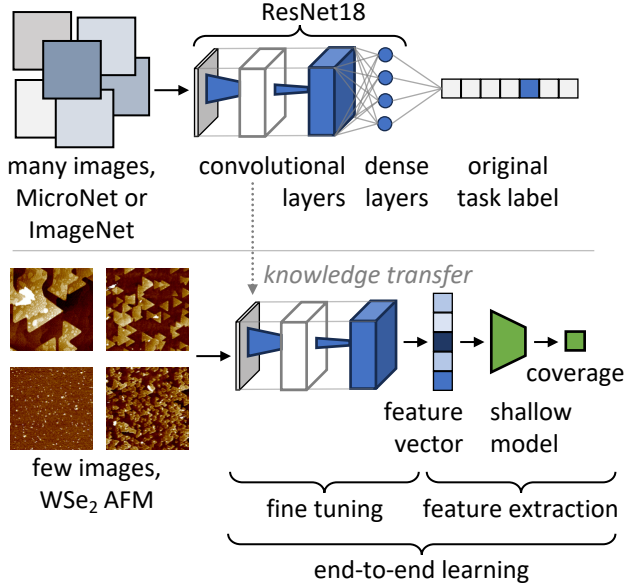 ResNet18
many images,
MicroNet or
ImageNet
convolutional
layers
dense
layers
original
task label
knowledge transfer
coverage
feature
vector
shallow
model
few images,
WSe₂ AFM
fine tuning
feature extraction
end-to-end learning